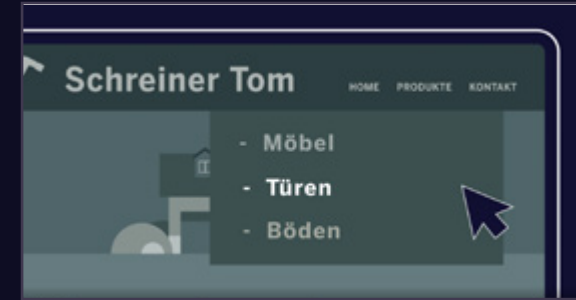 Schreiner Tom
HOME PRODUKTE KONTAKT
- Möbel
- Türen
- Böden